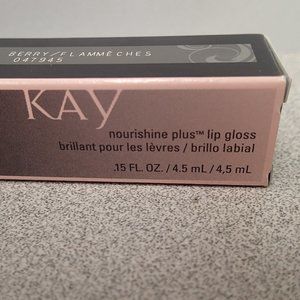 BERRY/FLAMMÈCHES
047945
KAY
nourishine plus™ lip gloss
brillant pour les lèvres / brillo labial
.15 FL. OZ. / 4.5 mL / 4,5 mL